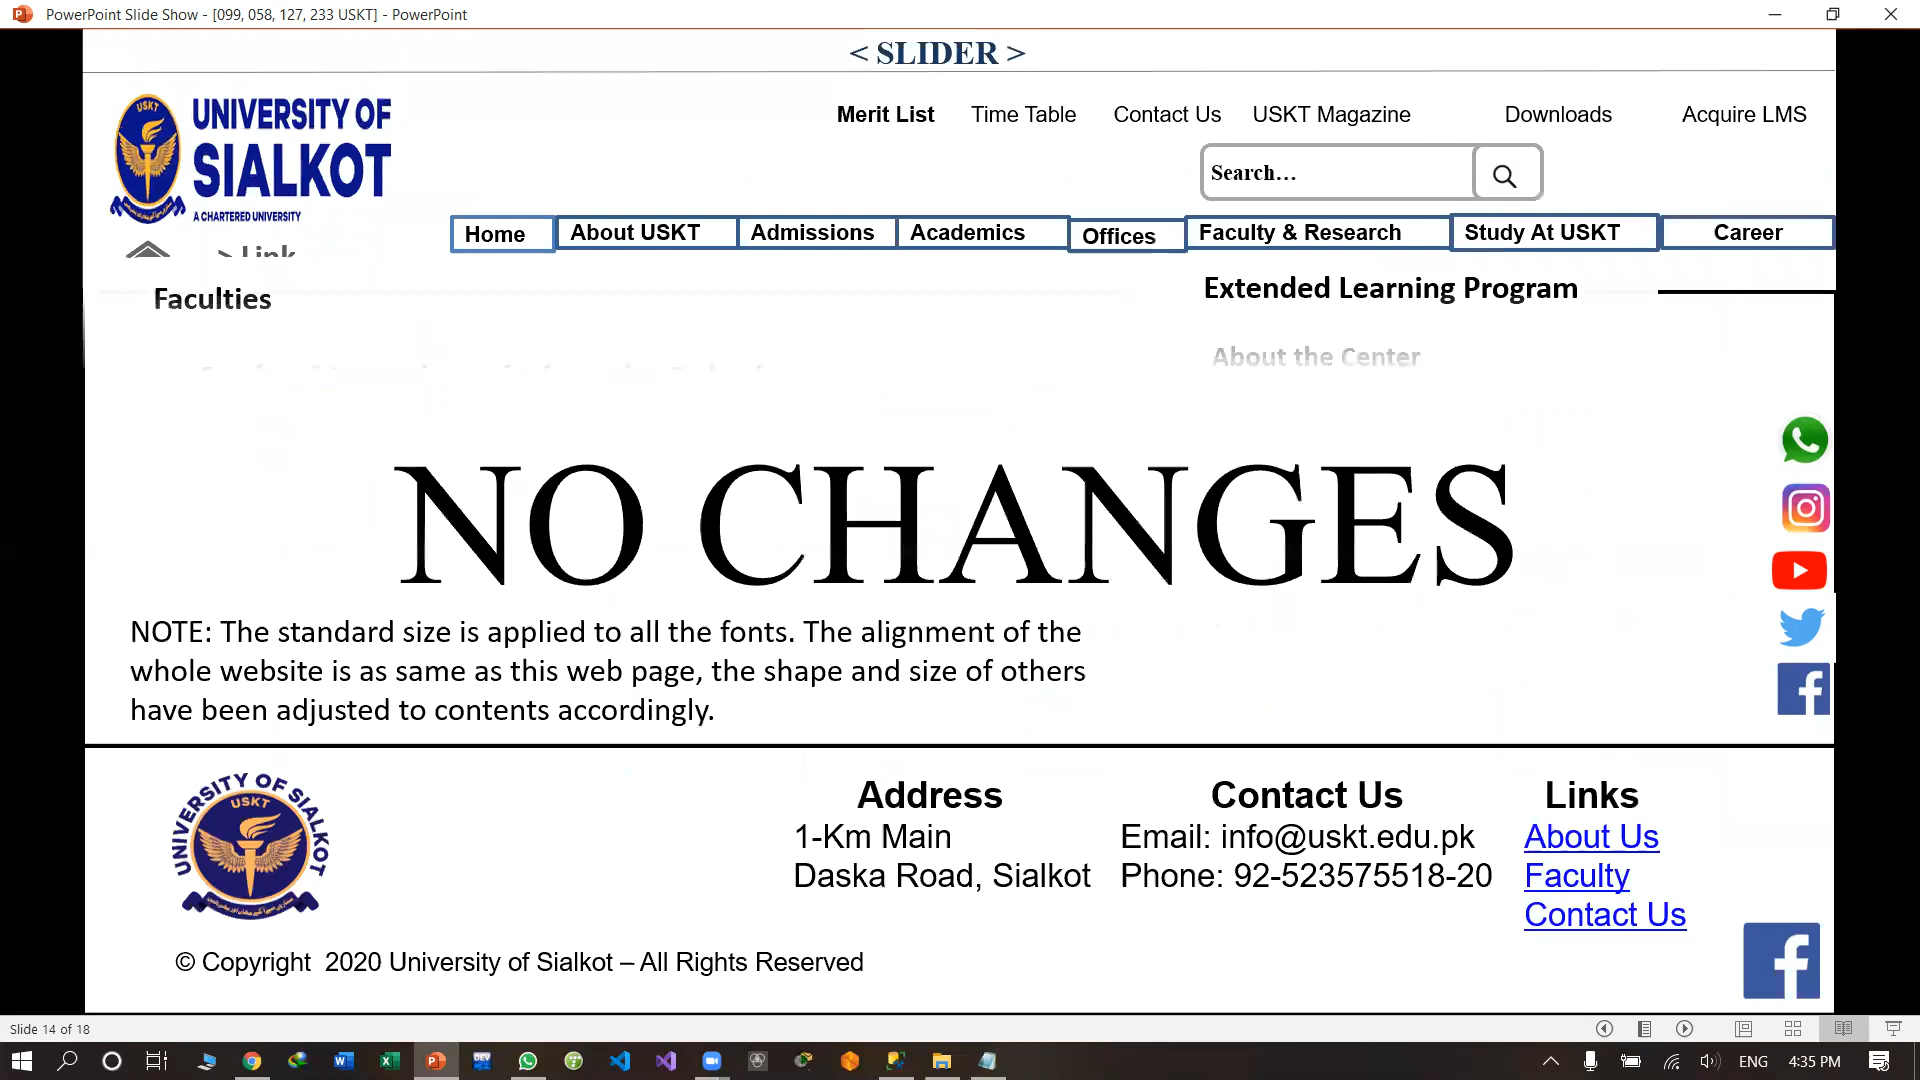 PowerPoint Slide Show - [099, 058, 127, 233 USKT] - PowerPoint
< SLIDER >
USKT
UNIVERSITY OF
SIALKOT
A CHARTERED UNIVERSITY
Merit List Time Table Contact Us USKT Magazine Downloads Acquire LMS
Search...
Home About USKT Admissions Academics Offices Faculty & Research Study At USKT Career
> Link
Faculties
Extended Learning Program
About the Center
NO CHANGES
NOTE: The standard size is applied to all the fonts. The alignment of the
whole website is as same as this web page, the shape and size of others
have been adjusted to contents accordingly.
UNIVERSITY OF SIALKOT
USKT
Address
1-Km Main
Daska Road, Sialkot
Contact Us
Email: info@uskt.edu.pk
Phone: 92-523575518-20
Links
About Us
Faculty
Contact Us
© Copyright  2020 University of Sialkot – All Rights Reserved
Slide 14 of 18
DEV
ENG
4:35 PM